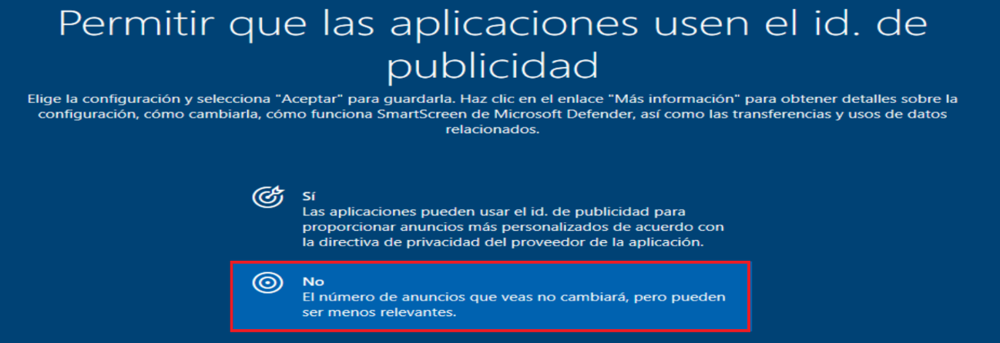 Permitir que las aplicaciones usen el id. de
publicidad
Elige la configuración y selecciona "Aceptar" para guardarla. Haz clic en el enlace "Más información" para obtener detalles sobre la
configuración, cómo cambiarla, cómo funciona SmartScreen de Microsoft Defender, así como las transferencias y usos de datos
relacionados.
Sí
Las aplicaciones pueden usar el id. de publicidad para
proporcionar anuncios más personalizados de acuerdo con
la directiva de privacidad del proveedor de la aplicación.
No
El número de anuncios que veas no cambiará, pero pueden
ser menos relevantes.